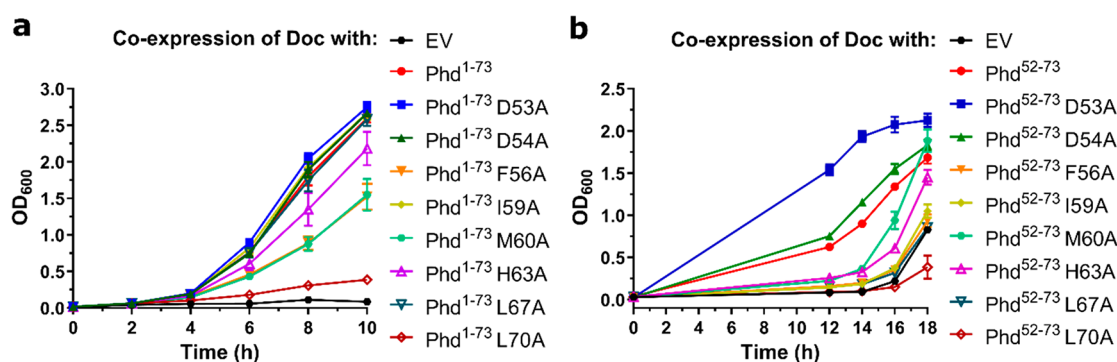 a
Co-expression of Doc with:
EV
Phd1-73
Phd1-73 D53A
Phd1-73 D54A
Phd1-73 F56A
Phd1-73 I59A
Phd1-73 M60A
Phd1-73 H63A
Phd1-73 L67A
Phd1-73 L70A
OD600
3.0
2.5
2.0
1.5
1.0
0.5
0.0
0 2 4 6 8 10
Time (h)
b
Co-expression of Doc with:
EV
Phd52-73
Phd52-73 D53A
Phd52-73 D54A
Phd52-73 F56A
Phd52-73 I59A
Phd52-73 M60A
Phd52-73 H63A
Phd52-73 L67A
Phd52-73 L70A
OD600
2.5
2.0
1.5
1.0
0.5
0.0
0 12 14 16 18
Time (h)